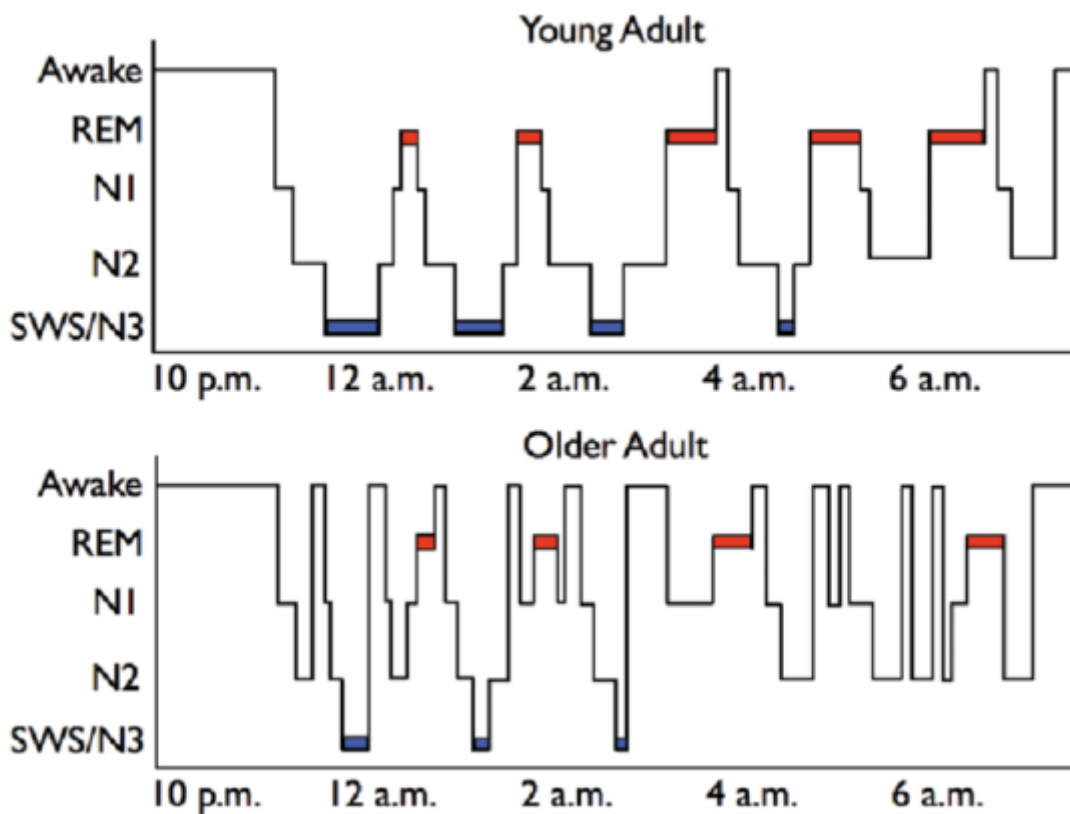 Young Adult
Awake
REM
N1
N2
SWS/N3
10 p.m. 12 a.m. 2 a.m. 4 a.m. 6 a.m.
Older Adult
Awake
REM
N1
N2
SWS/N3
10 p.m. 12 a.m. 2 a.m. 4 a.m. 6 a.m.